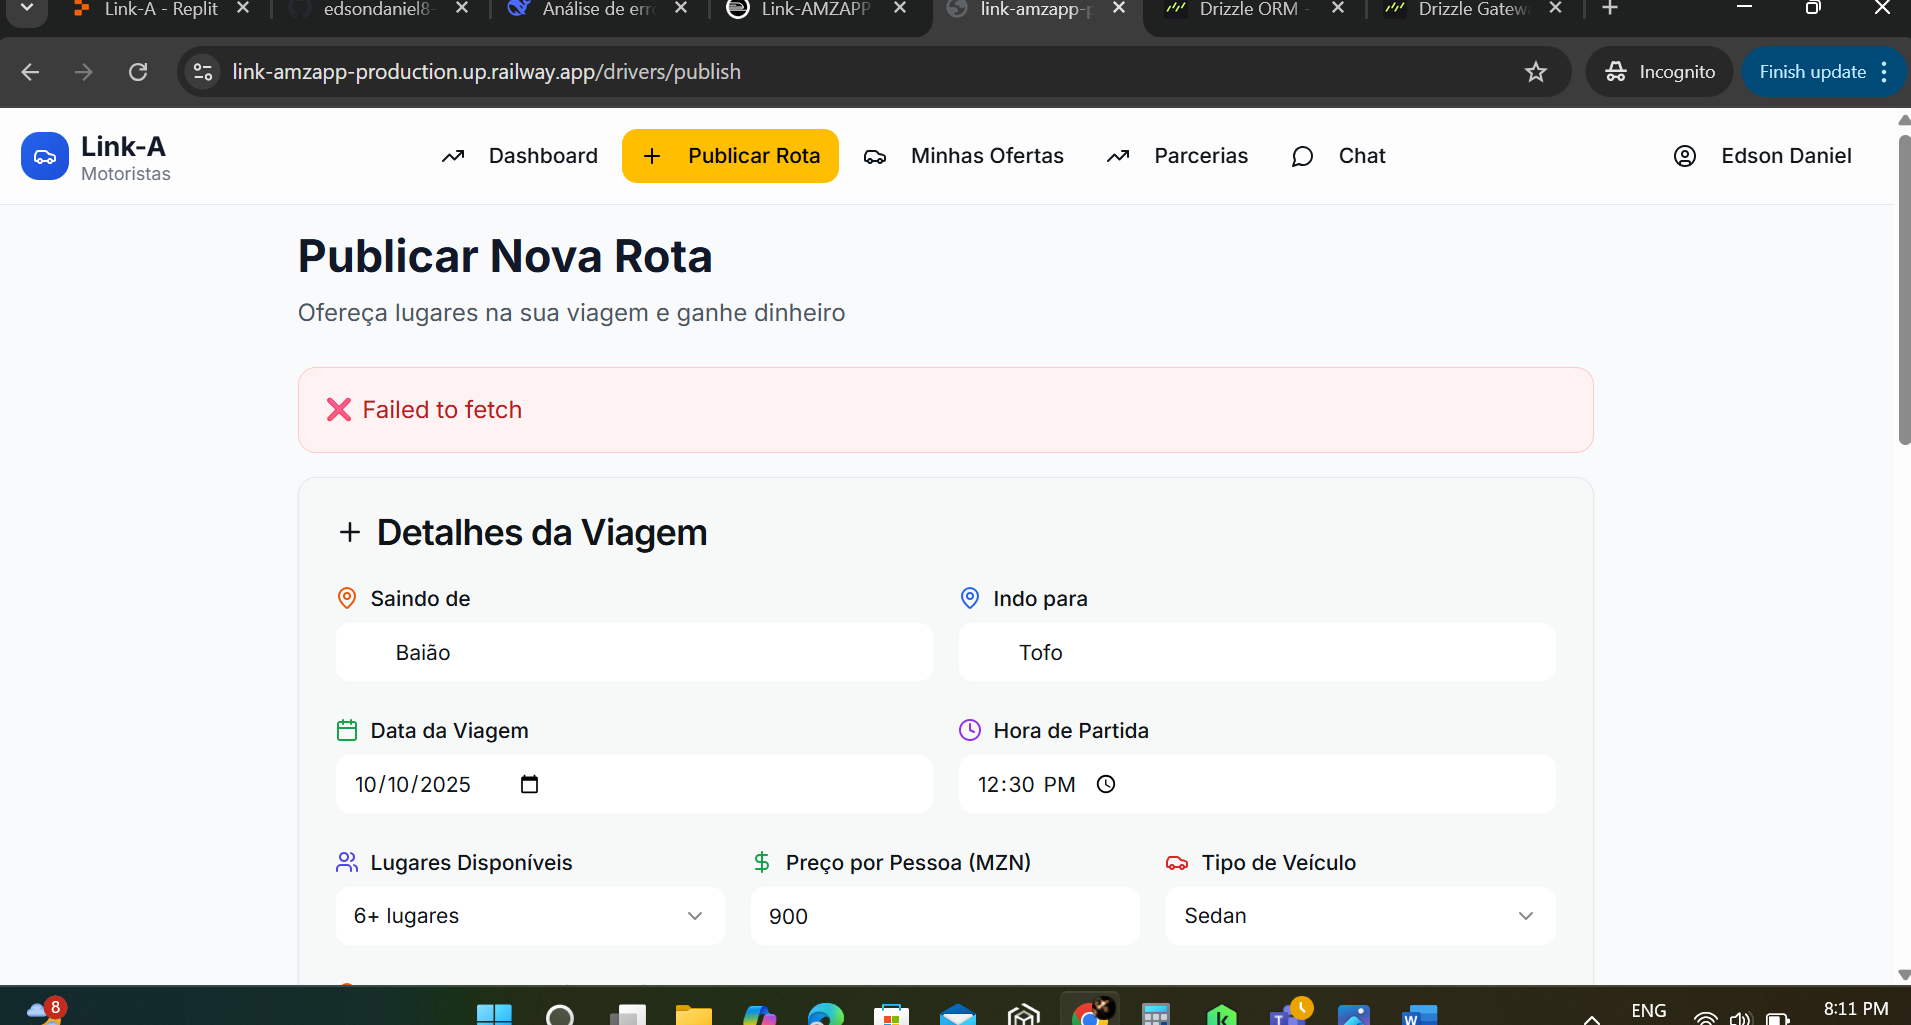 Link-A - Replit
edsondaniel8-
Análise de erro
Link-AMZAPP
link-amzapp-p
Drizzle ORM -
Drizzle Gatew
link-amzapp-production.up.railway.app/drivers/publish
Incognito
Finish update
Link-A
Motoristas
Dashboard
Publicar Rota
Minhas Ofertas
Parcerias
Chat
Edson Daniel
Publicar Nova Rota
Ofereça lugares na sua viagem e ganhe dinheiro
❌ Failed to fetch
+ Detalhes da Viagem
Saindo de
Indo para
Baião
Tofo
Data da Viagem
Hora de Partida
10/10/2025
12:30 PM
Lugares Disponíveis
$ Preço por Pessoa (MZN)
Tipo de Veículo
6+ lugares
900
Sedan
8
ENG
8:11 PM